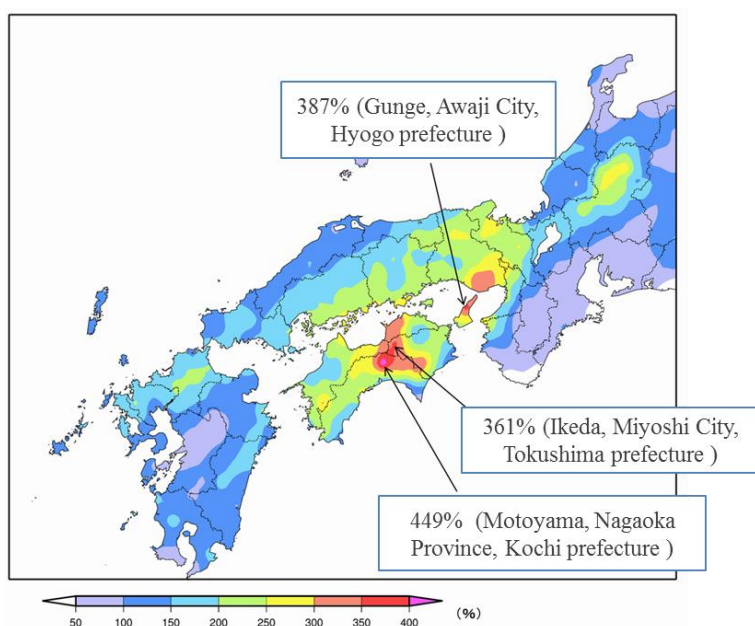 387% (Gunge, Awaji City,
Hyogo prefecture )
361% (Ikeda, Miyoshi City,
Tokushima prefecture )
449% (Motoyama, Nagaoka
Province, Kochi prefecture )
50 100 150 200 250 300 350 400 (%)